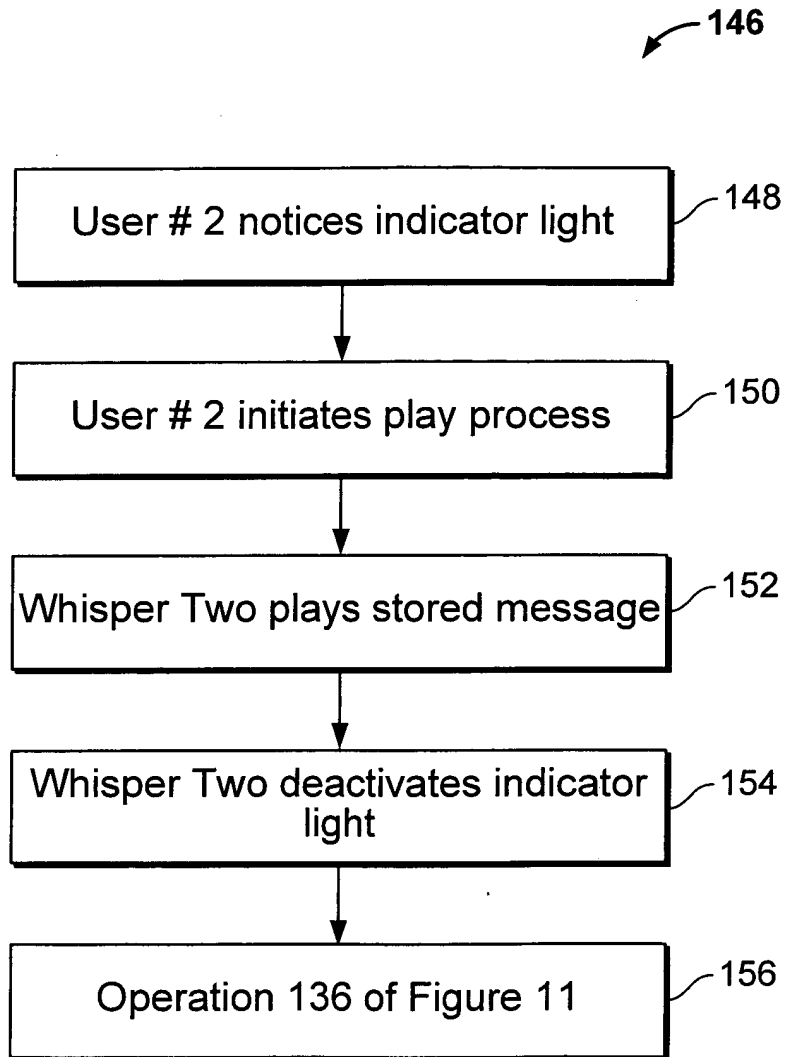 146
User # 2 notices indicator light
148
User # 2 initiates play process
150
Whisper Two plays stored message
152
Whisper Two deactivates indicator
light
154
Operation 136 of Figure 11
156